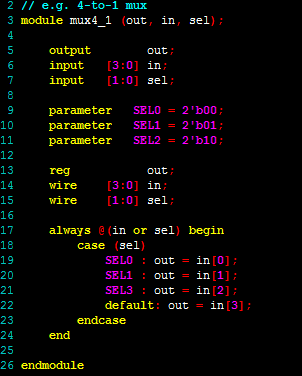 2 // e.g. 4-to-1 mux
3 module mux4_1 (out, in, sel);
4
5 output out;
6 input [3:0] in;
7 input [1:0] sel;
8
9 parameter SEL0 = 2'b00;
10 parameter SEL1 = 2'b01;
11 parameter SEL2 = 2'b10;
12
13 reg out;
14 wire [3:0] in;
15 wire [1:0] sel;
16
17 always @(in or sel) begin
18 case (sel)
19 SEL0 : out = in[0];
20 SEL1 : out = in[1];
21 SEL3 : out = in[2];
22 default: out = in[3];
23 endcase
24 end
25
26 endmodule